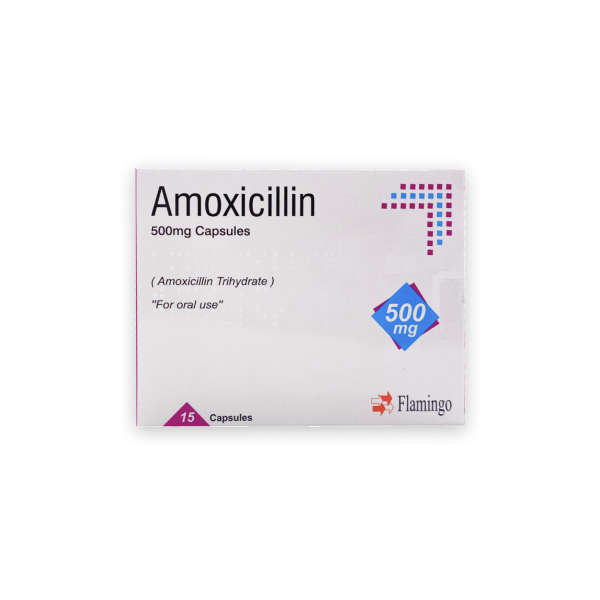 Amoxicillin
500mg Capsules
( Amoxicillin Trihydrate )
"For oral use"
500
mg
15 Capsules
Flamingo